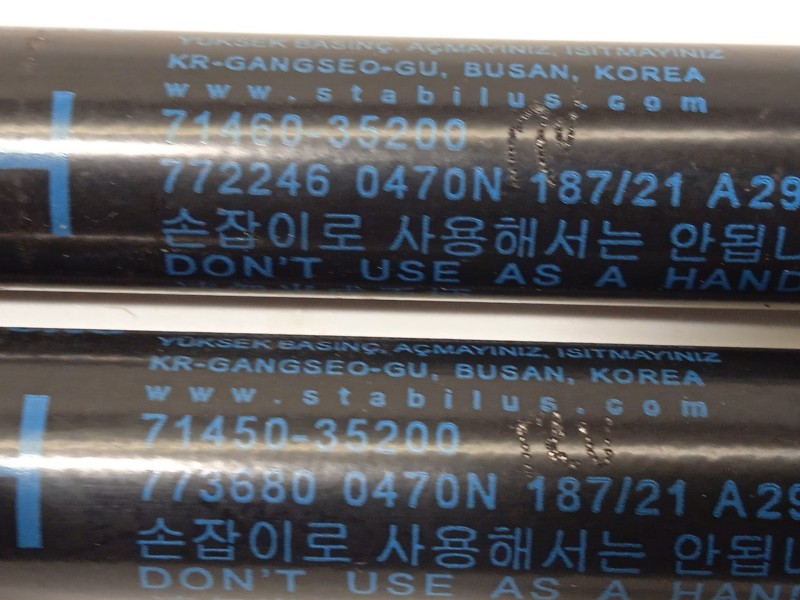 YÜKSEK BASINÇ, AÇMAYINIZ, ISITMAYINIZ
KR-GANGSEO-GU, BUSAN, KOREA
www.stabilus.com
71460-35200
772246 0470N 187/21 A29
손잡이로 사용해서는 안됩니
DON'T USE AS A HAND
YÜKSEK BASINÇ, AÇMAYINIZ, ISITMAYINIZ
KR-GANGSEO-GU, BUSAN, KOREA
www.stabilus.com
71450-35200
773680 0470N 187/21 A29
손잡이로 사용해서는 안됩
DON'T USE AS A HAN